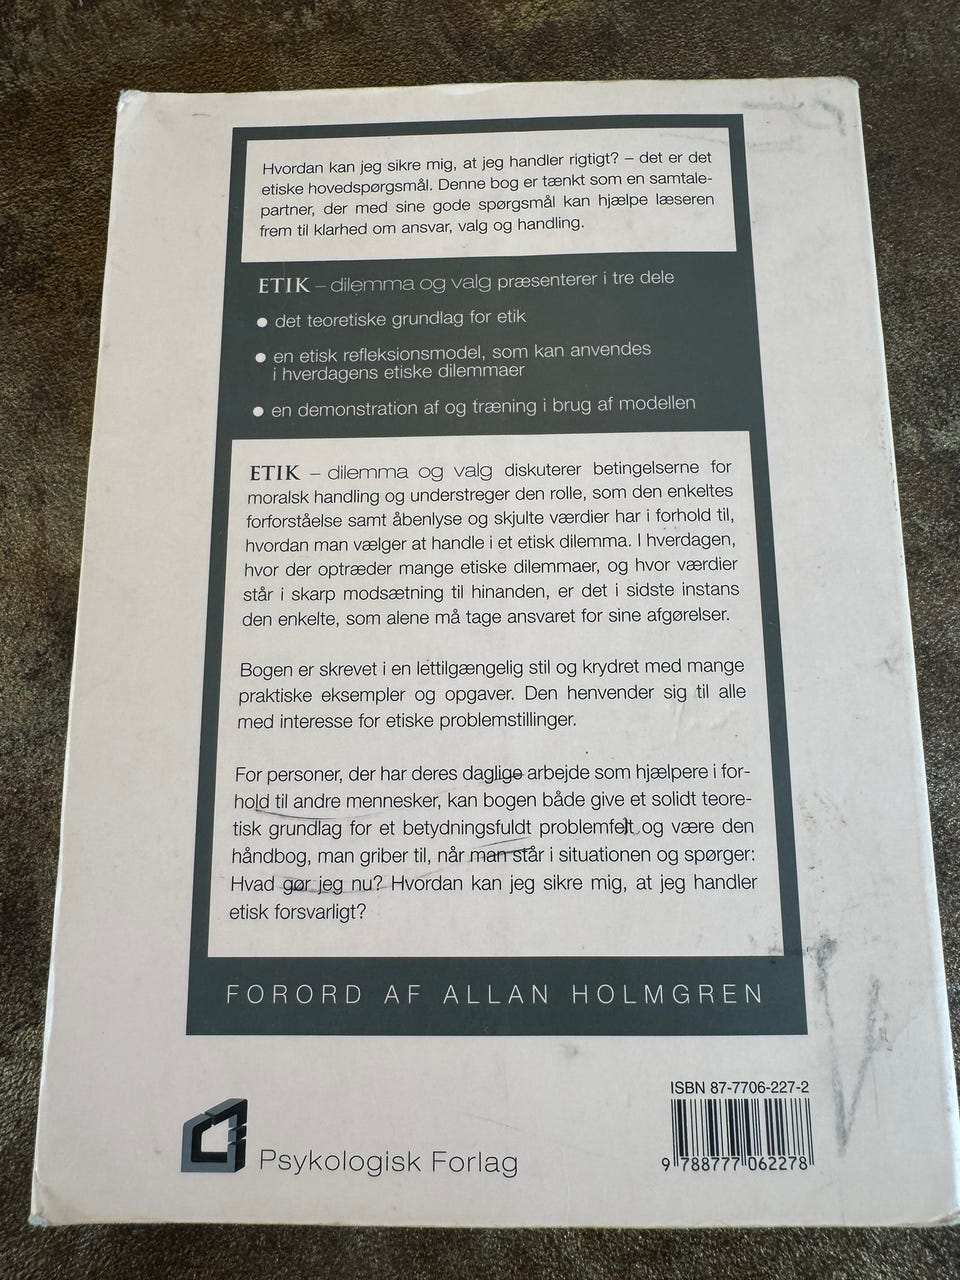 Hvordan kan jeg sikre mig, at jeg handler rigtigt? – det er det
etiske hovedspørgsmål. Denne bog er tænkt som en samtale-
partner, der med sine gode spørgsmål kan hjælpe læseren
frem til klarhed om ansvar, valg og handling.
ETIK – dilemma og valg præsenterer i tre dele
● det teoretiske grundlag for etik
● en etisk refleksionsmodel, som kan anvendes
i hverdagens etiske dilemmaer
● en demonstration af og træning i brug af modellen
ETIK – dilemma og valg diskuterer betingelserne for
moralsk handling og understreger den rolle, som den enkeltes
forforståelse samt åbenlyse og skjulte værdier har i forhold til,
hvordan man vælger at handle i et etisk dilemma. I hverdagen,
hvor der optræder mange etiske dilemmaer, og hvor værdier
står i skarp modsætning til hinanden, er det i sidste instans
den enkelte, som alene må tage ansvaret for sine afgørelser.
Bogen er skrevet i en lettilgængelig stil og krydret med mange
praktiske eksempler og opgaver. Den henvender sig til alle
med interesse for etiske problemstillinger.
For personer, der har deres daglige arbejde som hjælpere i for-
hold til andre mennesker, kan bogen både give et solidt teore-
tisk grundlag for et betydningsfuldt problemfelt og være den
håndbog, man griber til, når man står i situationen og spørger:
Hvad gør jeg nu? Hvordan kan jeg sikre mig, at jeg handler
etisk forsvarligt?
FORORD AF ALLAN HOLMGREN
ISBN 87-7706-227-2
Psykologisk Forlag
9 788777 062278